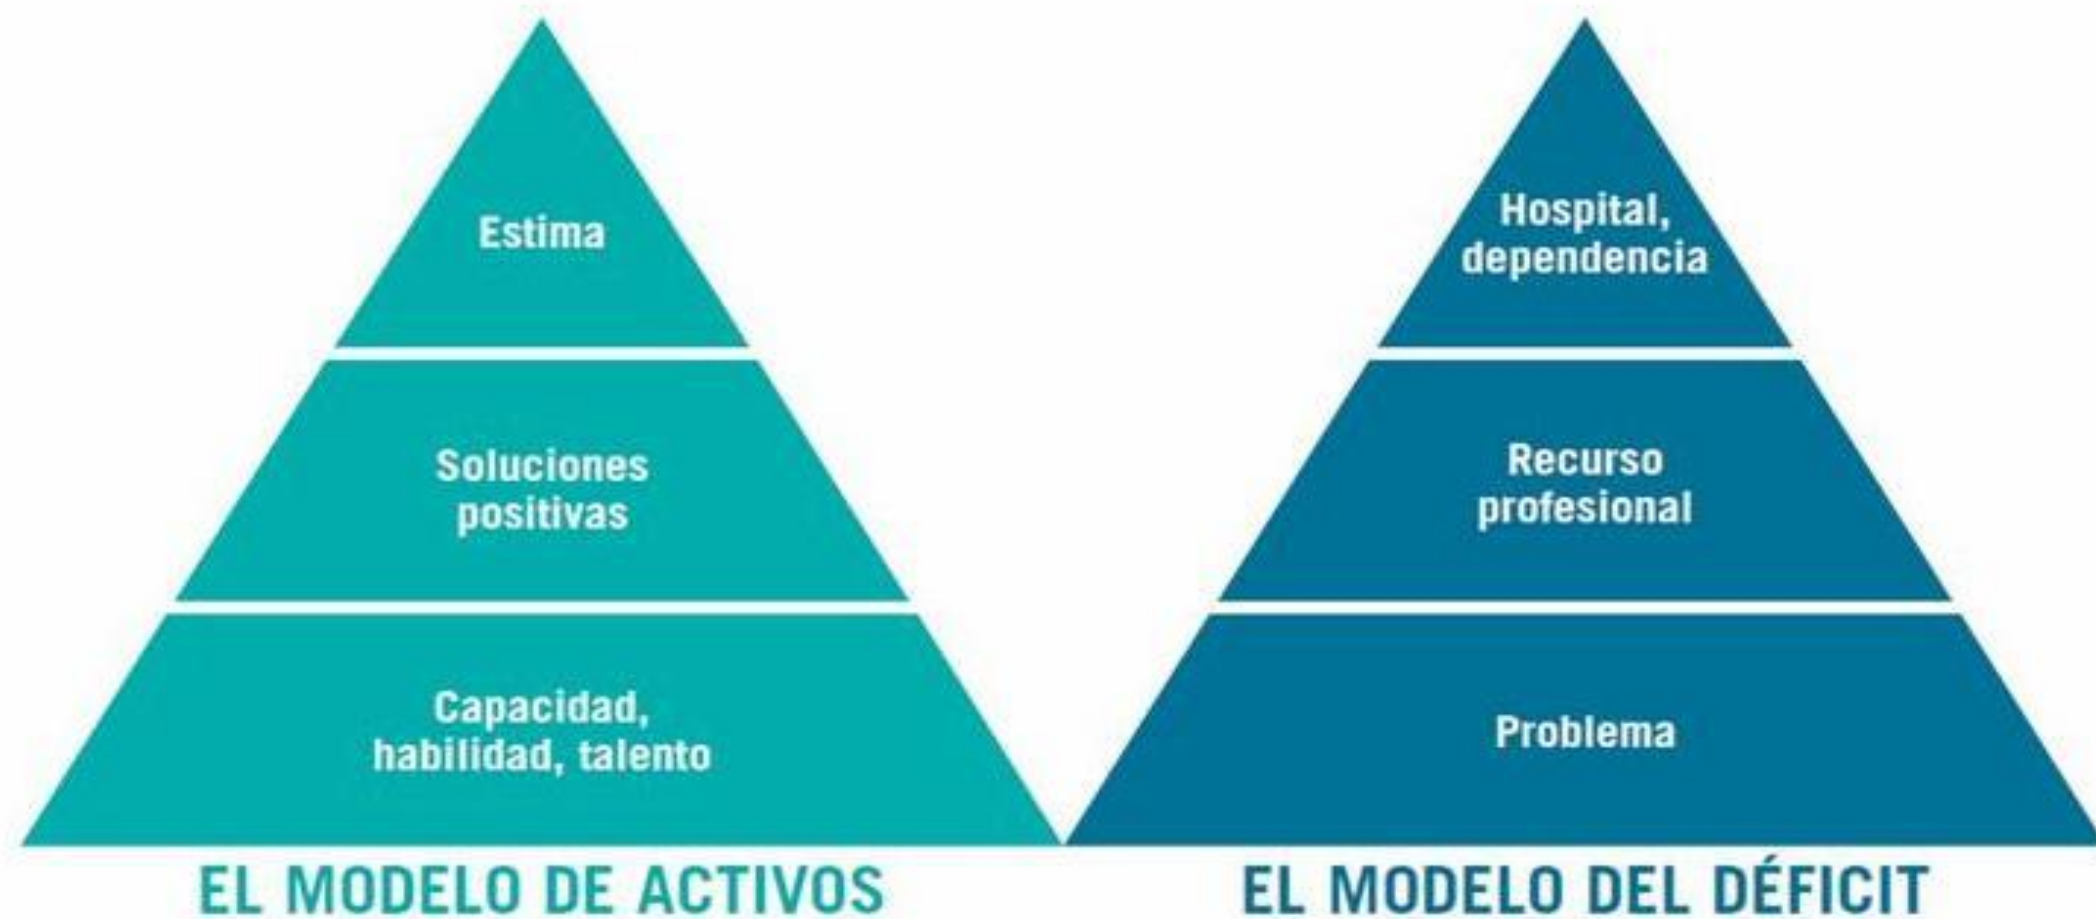 Estima
Soluciones
positivas
Capacidad,
habilidad, talento
EL MODELO DE ACTIVOS
Hospital,
dependencia
Recurso
profesional
Problema
EL MODELO DEL DÉFICIT